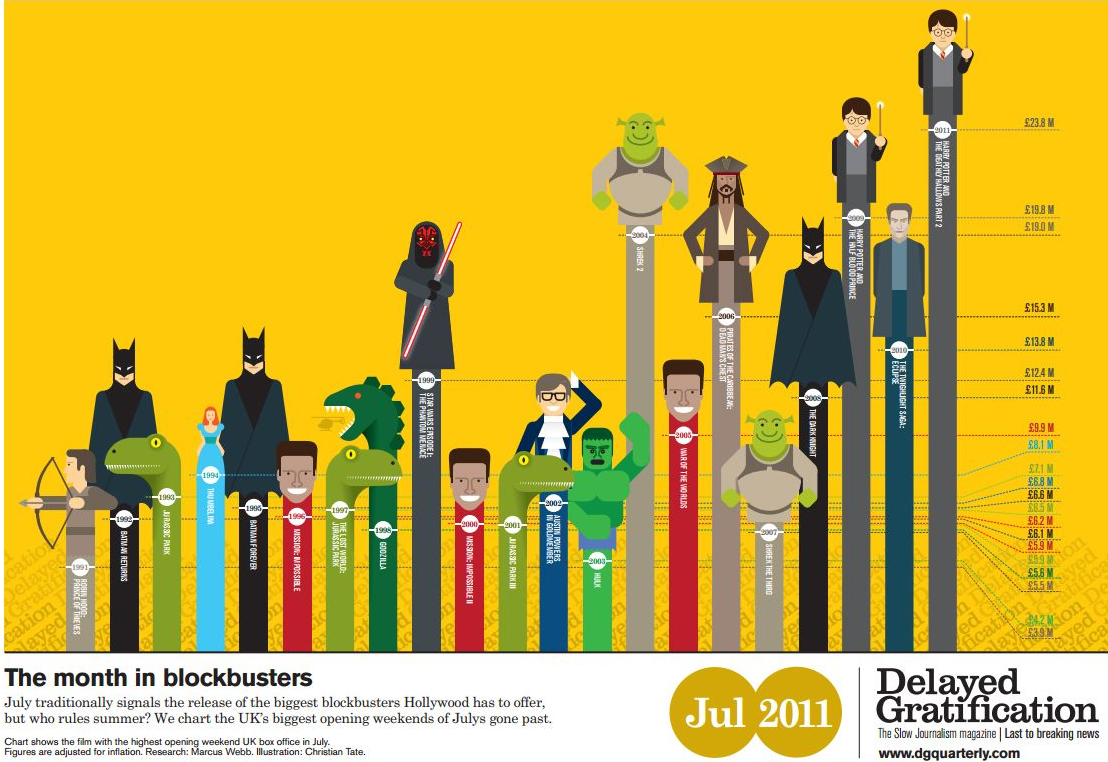 2011
HARRY POTTER AND
THE DEATHLY HALLOWS PART 2
£23.8 M
2009
HARRY POTTER AND
THE HALF BLOOD PRINCE
£19.8 M
2004
SHREK 2
£19.0 M
2006
PIRATES OF THE CARIBBEAN:
DEAD MAN'S CHEST
£15.3 M
2010
THE TWILIGHT SAGA:
ECLIPSE
£13.8 M
1999
STAR WARS EPISODE I:
THE PHANTOM MENACE
£12.4 M
2008
THE DARK KNIGHT
£11.6 M
2005
WAR OF THE WORLDS
£9.9 M
1994
THUMBELINA
£8.1 M
£7.1 M
£6.8 M
£6.6 M
£6.2 M
£6.1 M
£5.9 M
£5.6 M
£5.5 M
£4.2 M
£3.9 M
1993
JURASSIC PARK
1995
BATMAN FOREVER
1997
THE LOST WORLD:
JURASSIC PARK
2002
AUSTIN POWERS
IN GOLDMEMBER
1992
BATMAN RETURNS
1996
MISSION: IMPOSSIBLE
1998
GODZILLA
2000
MISSION: IMPOSSIBLE II
2001
JURASSIC PARK III
2007
SHREK THE THIRD
2003
HULK
1991
ROBIN HOOD:
PRINCE OF THIEVES
The month in blockbusters
July traditionally signals the release of the biggest blockbusters Hollywood has to offer,
but who rules summer? We chart the UK's biggest opening weekends of Julys gone past.
Chart shows the film with the highest opening weekend UK box office in July.
Figures are adjusted for inflation. Research: Marcus Webb. Illustration: Christian Tate.
Jul 2011
Delayed
Gratification
The Slow Journalism magazine | Last to breaking news
www.dgquarterly.com